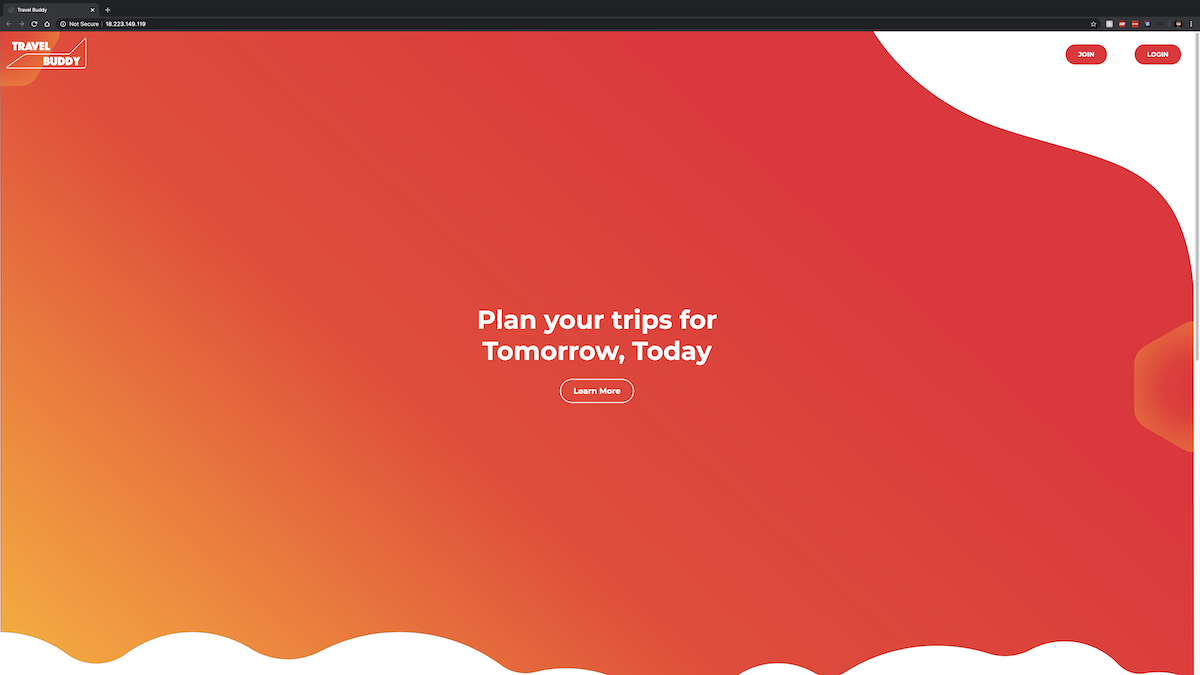 Travel Buddy
Not Secure
18.223.149.119
TRAVEL
BUDDY
JOIN
LOGIN
Plan your trips for
Tomorrow, Today
Learn More